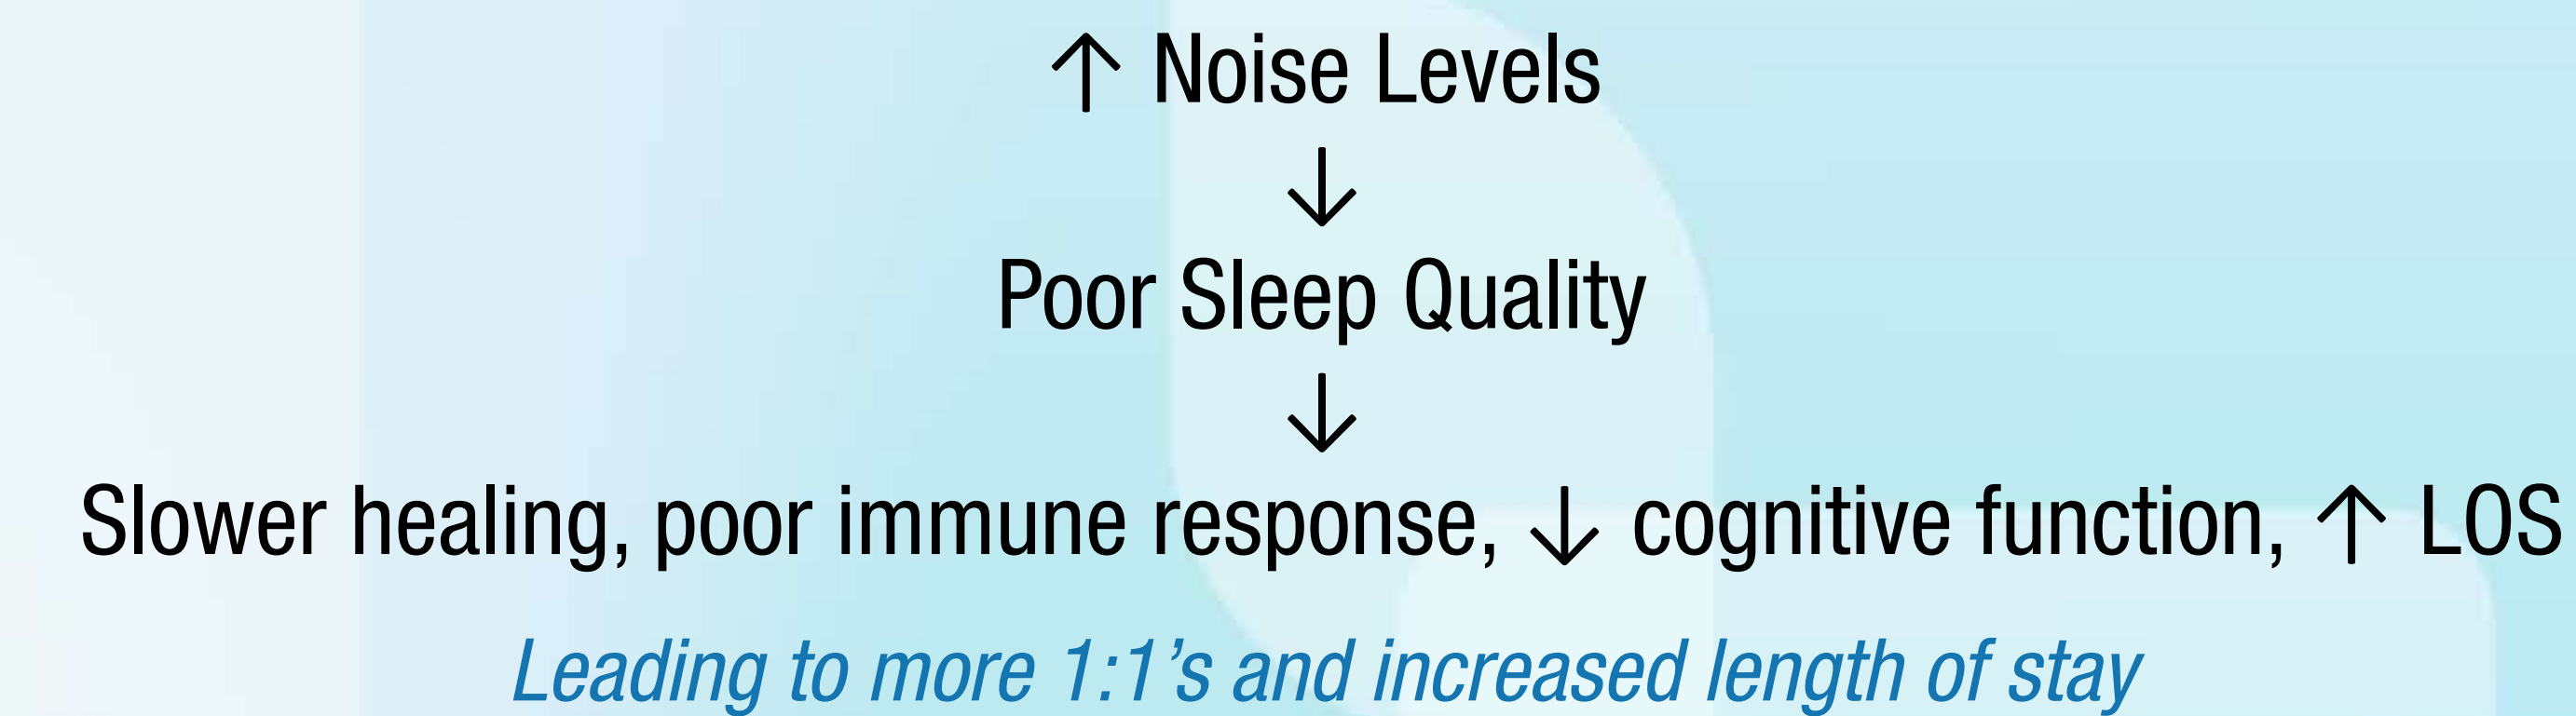 ↑ Noise Levels
↓
Poor Sleep Quality
↓
Slower healing, poor immune response, ↓ cognitive function, ↑ LOS
Leading to more 1:1’s and increased length of stay